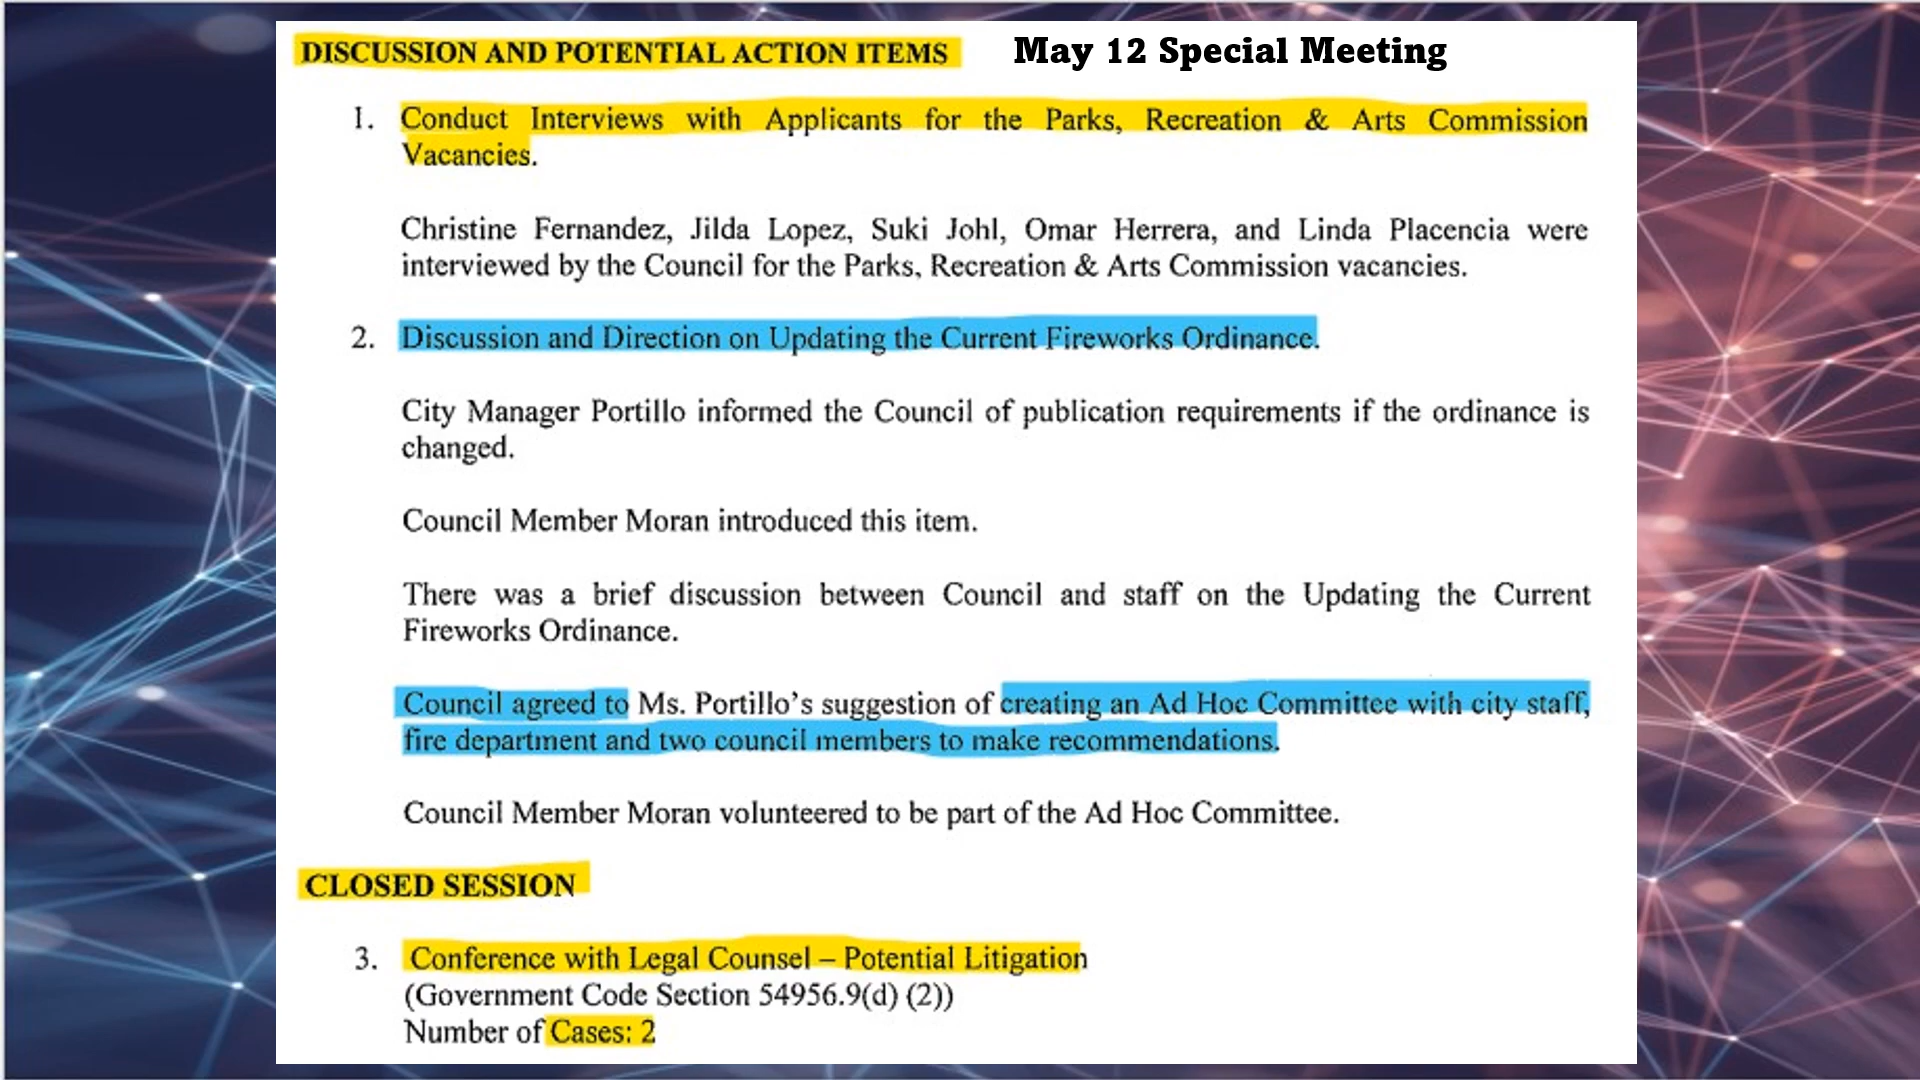 DISCUSSION AND POTENTIAL ACTION ITEMS May 12 Special Meeting
1. Conduct Interviews with Applicants for the Parks, Recreation & Arts Commission
Vacancies.
Christine Fernandez, Jilda Lopez, Suki Johl, Omar Herrera, and Linda Placencia were
interviewed by the Council for the Parks, Recreation & Arts Commission vacancies.
2. Discussion and Direction on Updating the Current Fireworks Ordinance.
City Manager Portillo informed the Council of publication requirements if the ordinance is
changed.
Council Member Moran introduced this item.
There was a brief discussion between Council and staff on the Updating the Current
Fireworks Ordinance.
Council agreed to Ms. Portillo's suggestion of creating an Ad Hoc Committee with city staff,
fire department and two council members to make recommendations.
Council Member Moran volunteered to be part of the Ad Hoc Committee.
CLOSED SESSION
3. Conference with Legal Counsel – Potential Litigation
(Government Code Section 54956.9(d) (2))
Number of Cases: 2